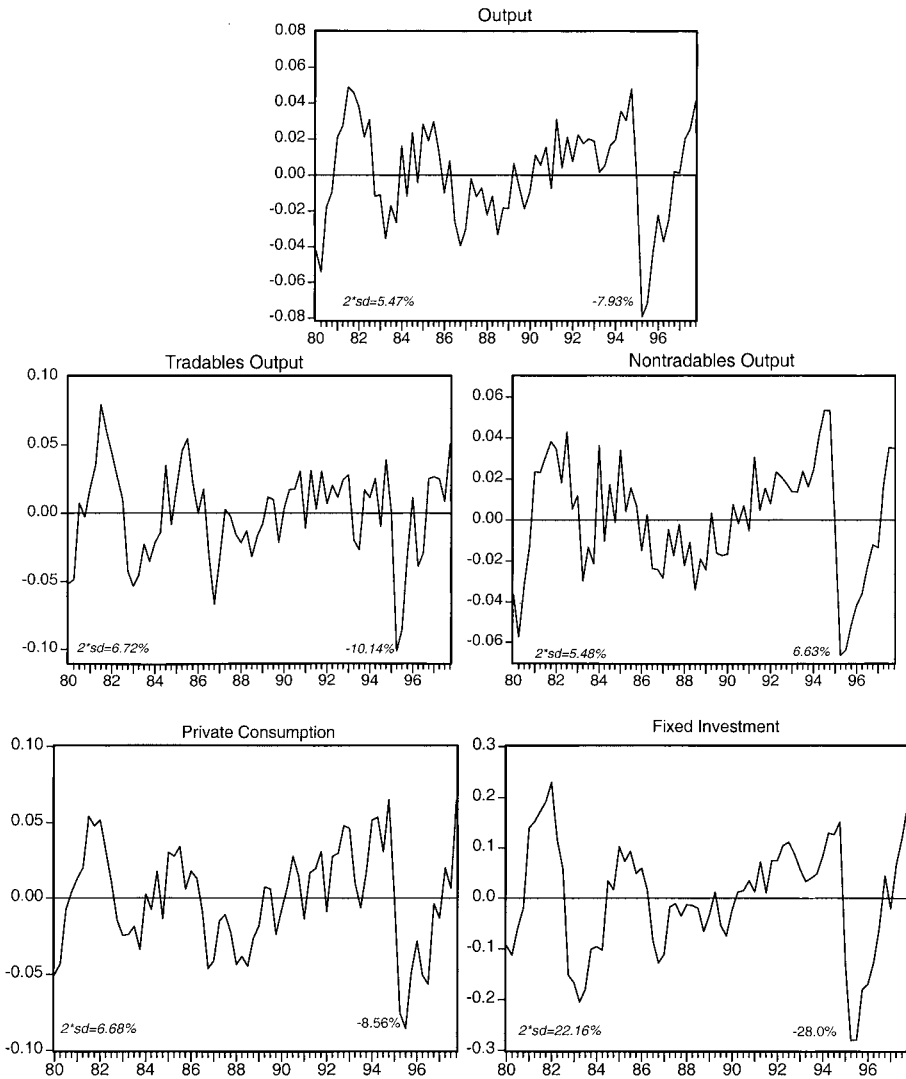 Output
0.08
0.06
0.04
0.02
0.00
-0.02
-0.04
-0.06
-0.08
2*sd=5.47%
-7.93%
80 82 84 86 88 90 92 94 96
Tradables Output
0.10
0.05
0.00
-0.05
-0.10
2*sd=6.72%
-10.14%
80 82 84 86 88 90 92 94 96
Nontradables Output
0.06
0.04
0.02
0.00
-0.02
-0.04
-0.06
2*sd=5.48%
6.63%
80 82 84 86 88 90 92 94 96
Private Consumption
0.10
0.05
0.00
-0.05
-0.10
2*sd=6.68%
-8.56%
80 82 84 86 88 90 92 94 96
Fixed Investment
0.3
0.2
0.1
0.0
-0.1
-0.2
-0.3
2*sd=22.16%
-28.0%
80 82 84 86 88 90 92 94 96